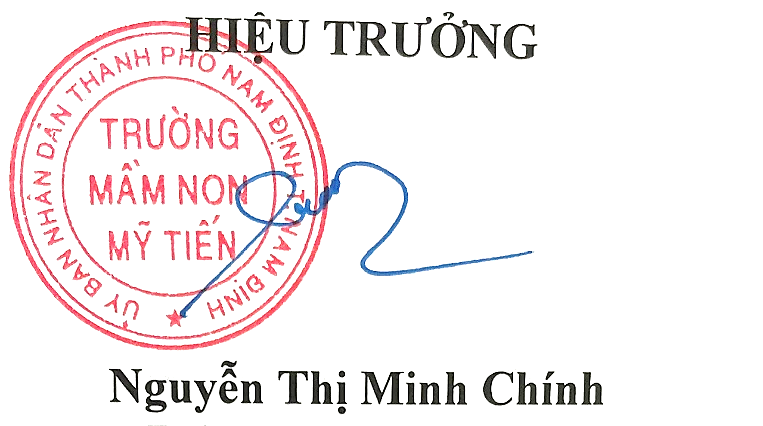 HIỆU TRƯỞNG
ỦY BAN NHÂN DÂN THÀNH PHỐ NAM ĐỊNH T. NAM ĐỊNH
TRƯỜNG
MẦM NON
MỸ TIẾN
Nguyễn Thị Minh Chính